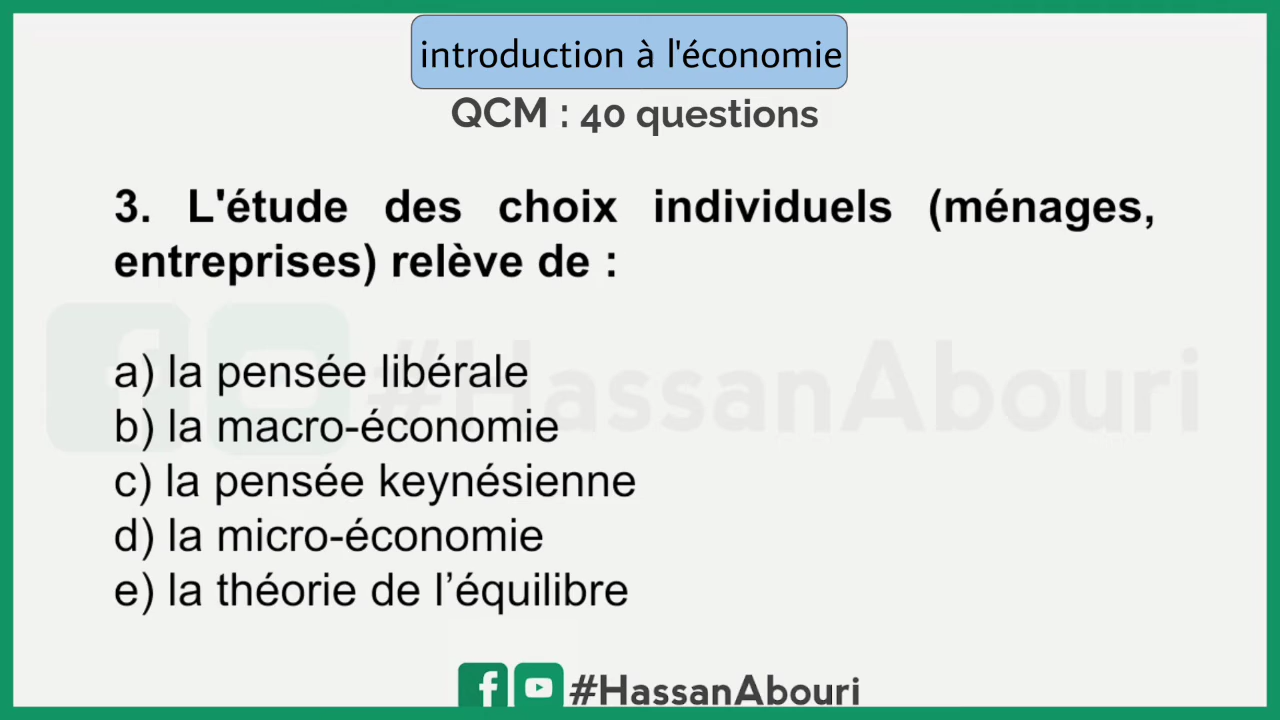 introduction à l'économie
QCM : 40 questions
3. L'étude des choix individuels (ménages,
entreprises) relève de :
#HassanAbouri
a) la pensée libérale
b) la macro-économie
c) la pensée keynésienne
d) la micro-économie
e) la théorie de l’équilibre
#HassanAbouri